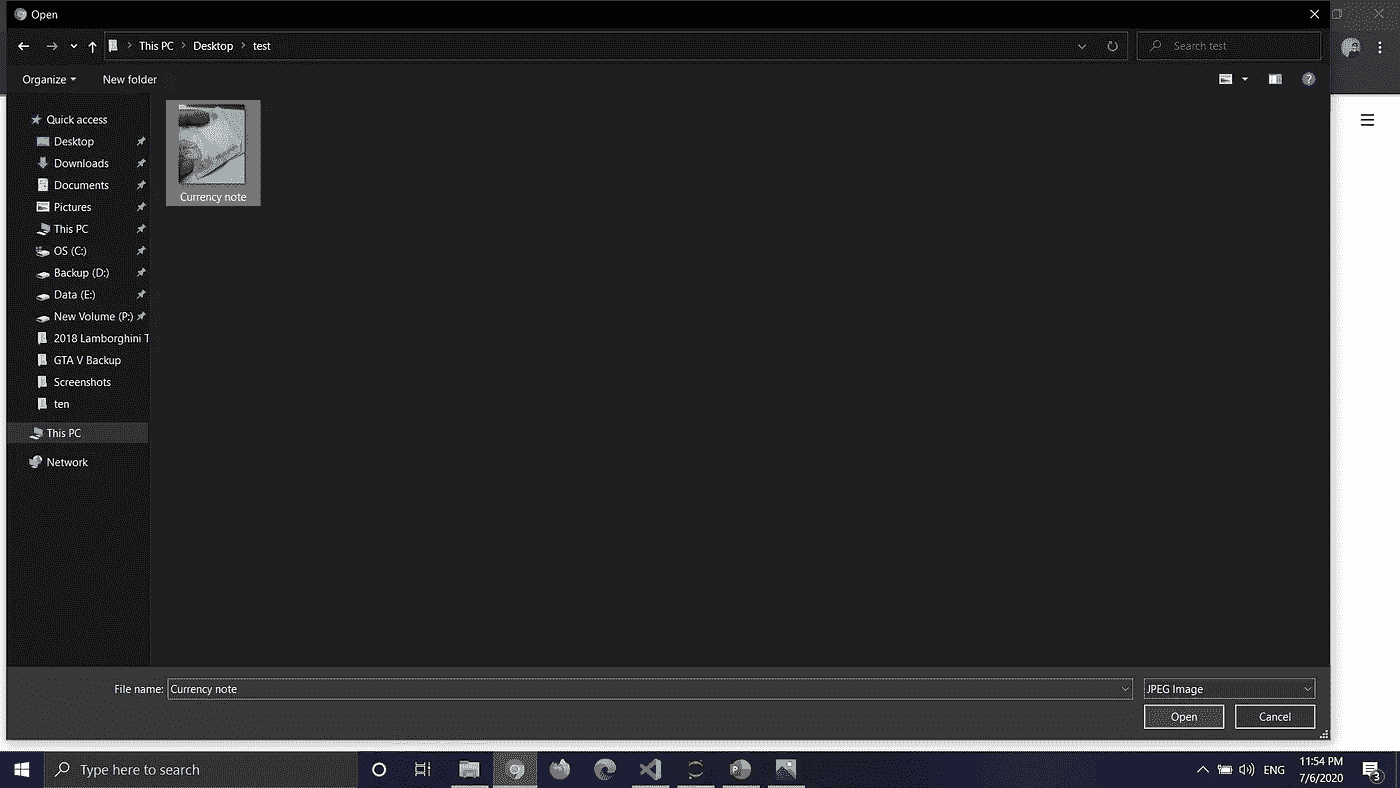 Open
This PC > Desktop > test
Search test
Organize
New folder
Quick access
Desktop
Downloads
Documents
Pictures
This PC
OS (C:)
Backup (D:)
Data (E:)
New Volume (P:)
2018 Lamborghini T
GTA V Backup
Screenshots
ten
This PC
Network
Currency note
File name: Currency note
JPEG Image
Open
Cancel
Type here to search
ENG
11:54 PM
7/6/2020
3